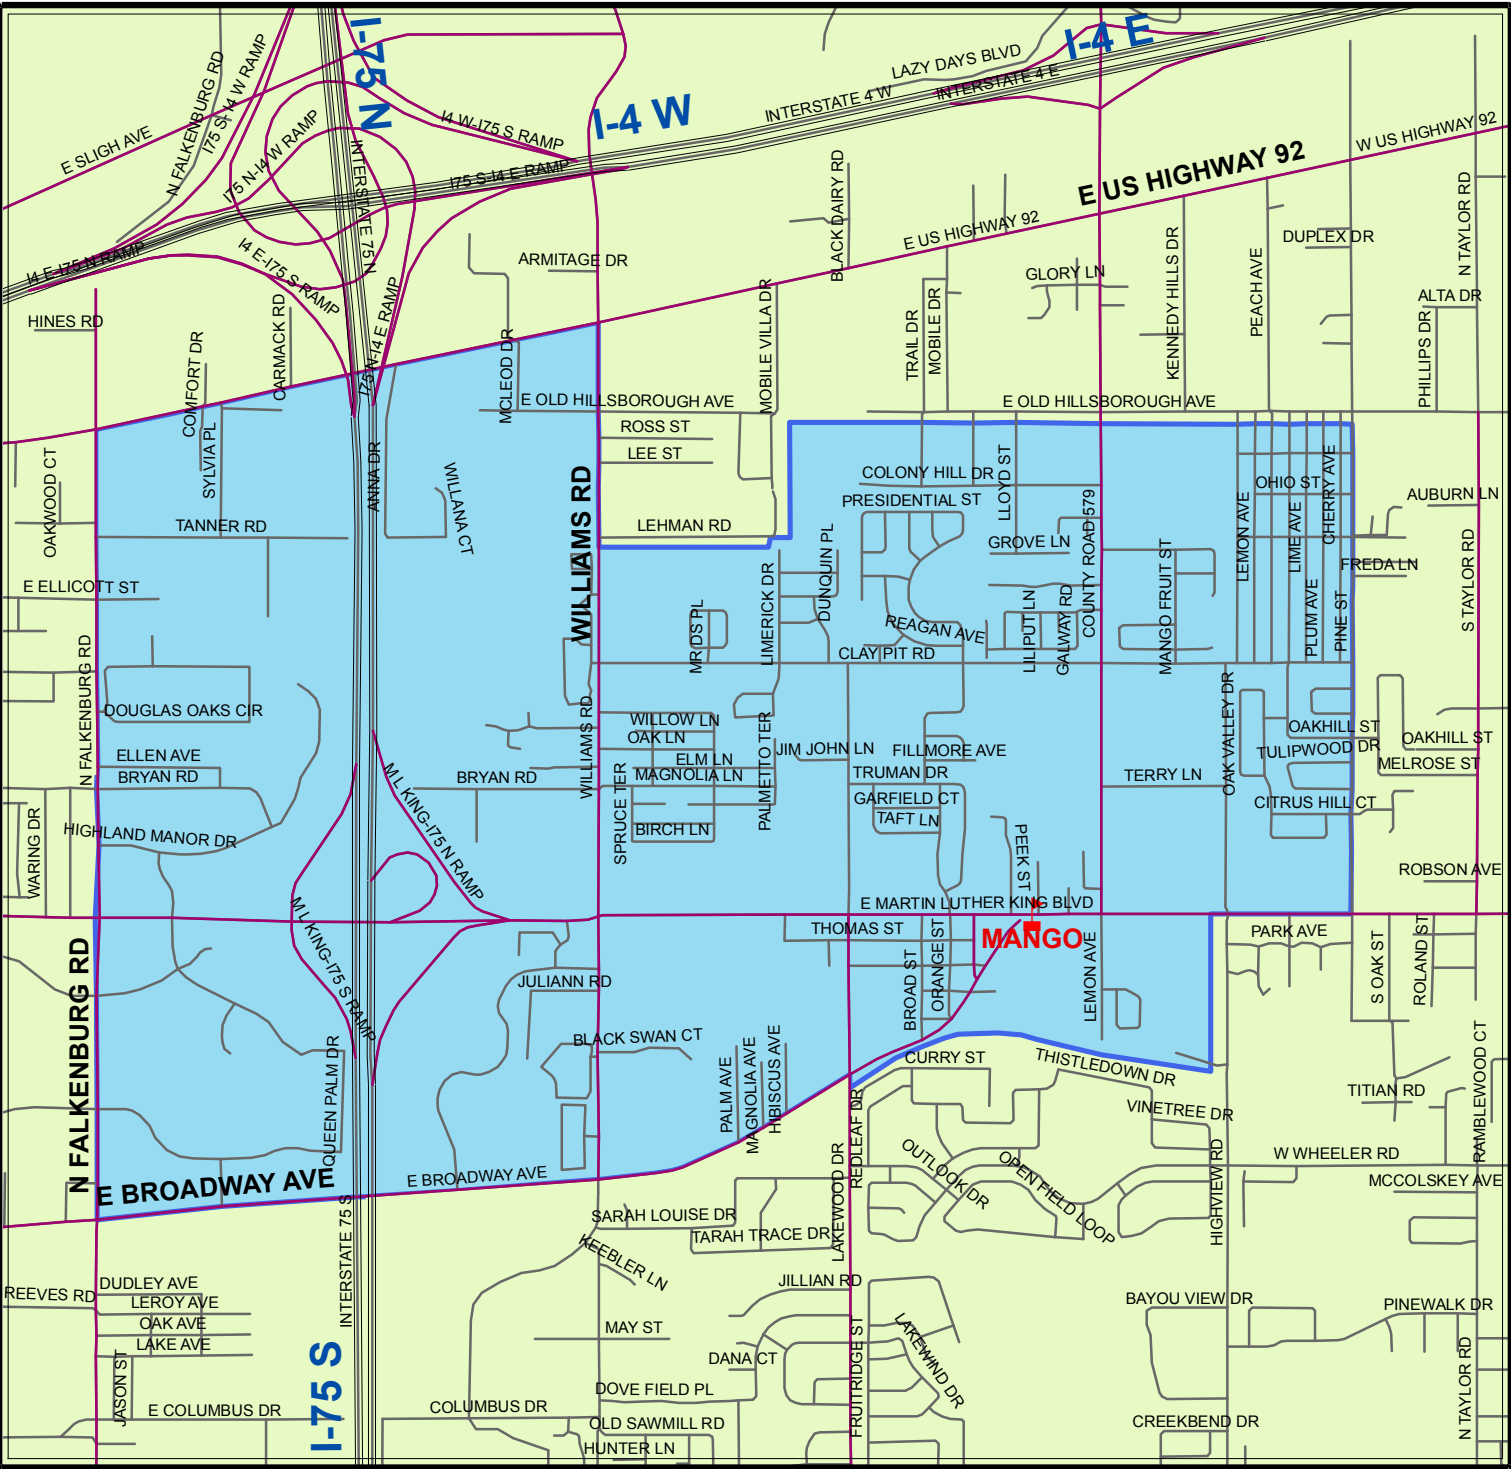 I-75 N
I-4 E
I-4 W
LAZY DAYS BLVD
INTERSTATE 4 W
INTERSTATE 4 E
N FALKENBURG RD
I75 S-I4 W RAMP
E SLIGH AVE
I4 W-I75 S RAMP
I75 N-I4 W RAMP
INTERSTATE 75 N
I75 S-I4 E RAMP
E US HIGHWAY 92
W US HIGHWAY 92
BLACK DAIRY RD
E US HIGHWAY 92
N TAYLOR RD
KENNEDY HILLS DR
DUPLEX DR
PEACH AVE
I4 E-I75 N RAMP
I4 E-I75 S RAMP
ARMITAGE DR
GLORY LN
ALTA DR
HINES RD
CARMACK RD
COMFORT DR
I75 N-I4 E RAMP
MCLEOD DR
MOBILE VILLA DR
TRAIL DR
MOBILE DR
PHILLIPS DR
E OLD HILLSBOROUGH AVE
E OLD HILLSBOROUGH AVE
ROSS ST
LEE ST
SYLVIA PL
ANNA DR
WILLANA CT
WILLIAMS RD
OAKWOOD CT
TANNER RD
LEHMAN RD
COLONY HILL DR
LLOYD ST
PRESIDENTIAL ST
COUNTY ROAD 579
GROVE LN
OHIO ST
CHERRY AVE
LEMON AVE
LIME AVE
AUBURN LN
FREDA LN
S TAYLOR RD
E ELLICOTT ST
LIMERICK DR
DUNQUIN PL
MR DS PL
REAGAN AVE
LILIPUT LN
GALWAY RD
MANGO FRUIT ST
PLUM AVE
PINE ST
CLAY PIT RD
N FALKENBURG RD
DOUGLAS OAKS CIR
ELLEN AVE
BRYAN RD
BRYAN RD
WILLIAMS RD
WILLOW LN
OAK LN
ELM LN
MAGNOLIA LN
PALMETTO TER
JIM JOHN LN
FILLMORE AVE
TRUMAN DR
GARFIELD CT
TAFT LN
TERRY LN
OAK VALLEY DR
OAKHILL ST
OAKHILL ST
TULIPWOOD DR
MELROSE ST
CITRUS HILL CT
WARING DR
HIGHLAND MANOR DR
M L KING-I75 N RAMP
SPRUCE TER
BIRCH LN
PEEK ST
ROBSON AVE
E MARTIN LUTHER KING BLVD
MANGO
M L KING-I75 S RAMP
THOMAS ST
BROAD ST
ORANGE ST
LEMON AVE
PARK AVE
S OAK ST
ROLAND ST
N FALKENBURG RD
JULIANN RD
BLACK SWAN CT
QUEEN PALM DR
PALM AVE
MAGNOLIA AVE
HIBISCUS AVE
CURRY ST
THISTLEDOWN DR
VINETREE DR
TITIAN RD
RAMBLEWOOD CT
REDLEAF DR
LAKEWOOD DR
OUTLOOK DR
OPEN FIELD LOOP
HIGHVIEW RD
W WHEELER RD
MCCOLSKEY AVE
E BROADWAY AVE
E BROADWAY AVE
INTERSTATE 75 S
SARAH LOUISE DR
TARAH TRACE DR
KEEBLER LN
JILLIAN RD
REEVES RD
DUDLEY AVE
LEROY AVE
OAK AVE
LAKE AVE
JASON ST
E COLUMBUS DR
COLUMBUS DR
I-75 S
MAY ST
DANA CT
DOVE FIELD PL
OLD SAWMILL RD
HUNTER LN
FRUITRIDGE ST
LAKEWIND DR
BAYOU VIEW DR
PINEWALK DR
CREEKBEND DR
N TAYLOR RD